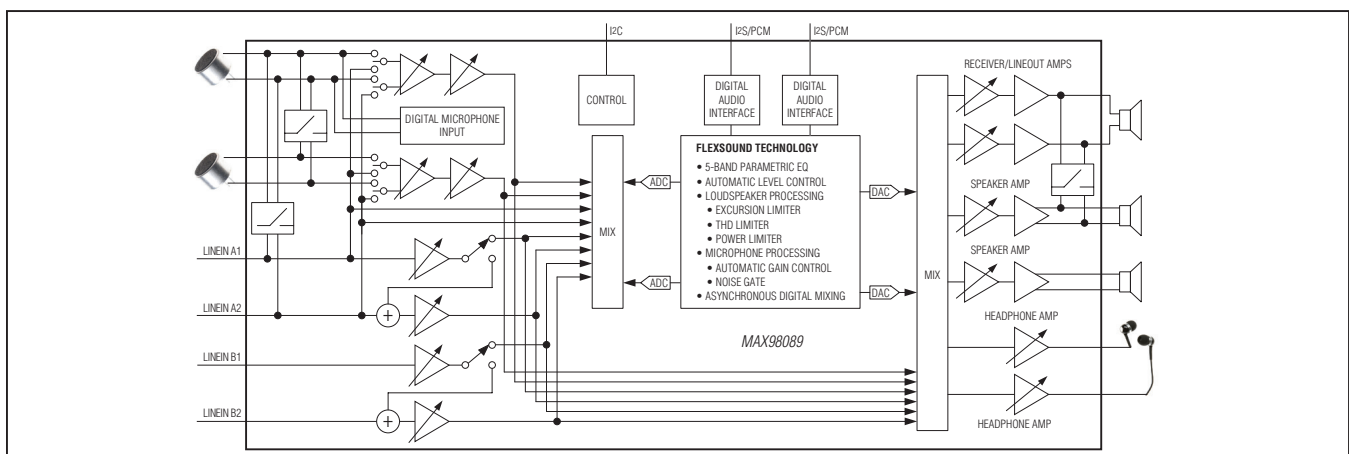 I2C
I2S/PCM
I2S/PCM
RECEIVER/LINEOUT AMPS
CONTROL
DIGITAL
AUDIO
INTERFACE
DIGITAL
AUDIO
INTERFACE
DIGITAL MICROPHONE
INPUT
FLEXSOUND TECHNOLOGY
• 5-BAND PARAMETRIC EQ
• AUTOMATIC LEVEL CONTROL
• LOUDSPEAKER PROCESSING
• EXCURSION LIMITER
• THD LIMITER
• POWER LIMITER
• MICROPHONE PROCESSING
• AUTOMATIC GAIN CONTROL
• NOISE GATE
• ASYNCHRONOUS DIGITAL MIXING
ADC
ADC
MIX
DAC
DAC
MIX
SPEAKER AMP
SPEAKER AMP
HEADPHONE AMP
HEADPHONE AMP
MAX98089
LINEIN A1
LINEIN A2
LINEIN B1
LINEIN B2